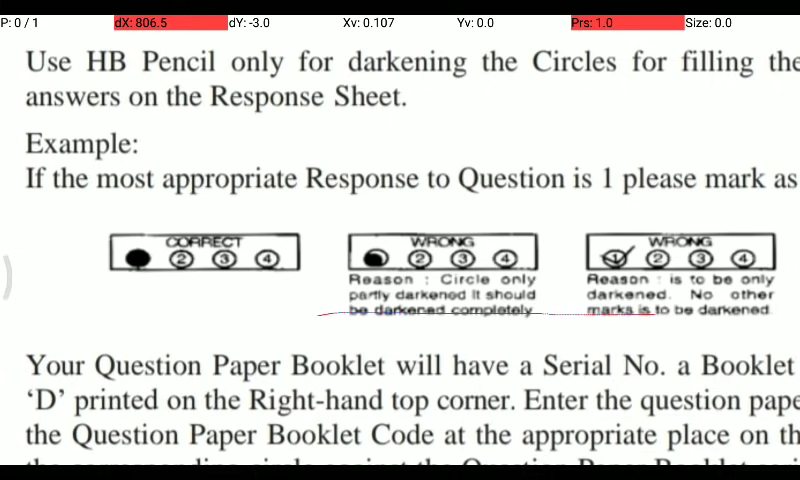 P: 0 / 1 dX: 806.5 dY: -3.0 Xv: 0.107 Yv: 0.0 Prs: 1.0 Size: 0.0
Use HB Pencil only for darkening the Circles for filling the
answers on the Response Sheet.
Example:
If the most appropriate Response to Question is 1 please mark as
CORRECT
2 3 4
WRONG
2 3 4
Reason : Circle only
partly darkened It should
be darkened completely
WRONG
1 2 3 4
Reason : is to be only
darkened. No other
marks is to be darkened
Your Question Paper Booklet will have a Serial No. a Booklet
‘D’ printed on the Right-hand top corner. Enter the question pape
the Question Paper Booklet Code at the appropriate place on th